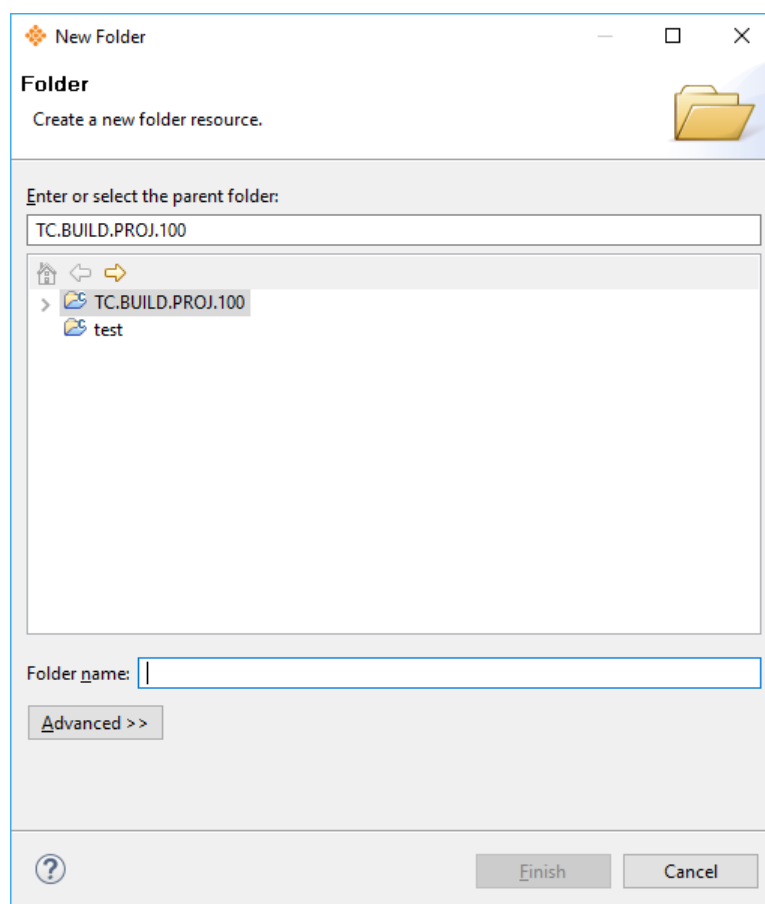 New Folder
Folder
Create a new folder resource.
Enter or select the parent folder:
TC.BUILD.PROJ.100
TC.BUILD.PROJ.100
test
Folder name:
Advanced >>
Finish Cancel